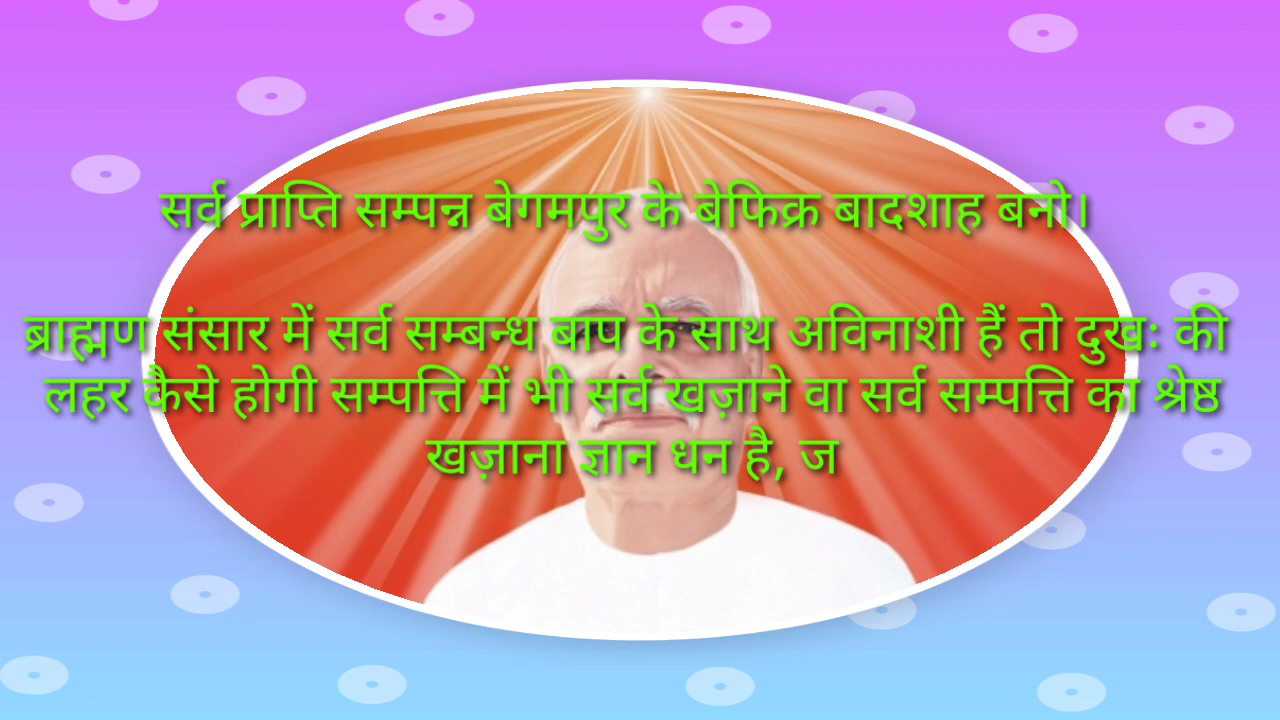 सर्व प्राप्ति सम्पन्न बेगमपुर के बेफिक्र बादशाह बनो।
ब्राह्मण संसार में सर्व सम्बन्ध बाप के साथ अविनाशी हैं तो दुखः की
लहर कैसे होगी सम्पत्ति में भी सर्व खज़ाने वा सर्व सम्पत्ति का श्रेष्ठ
खज़ाना ज्ञान धन है, ज